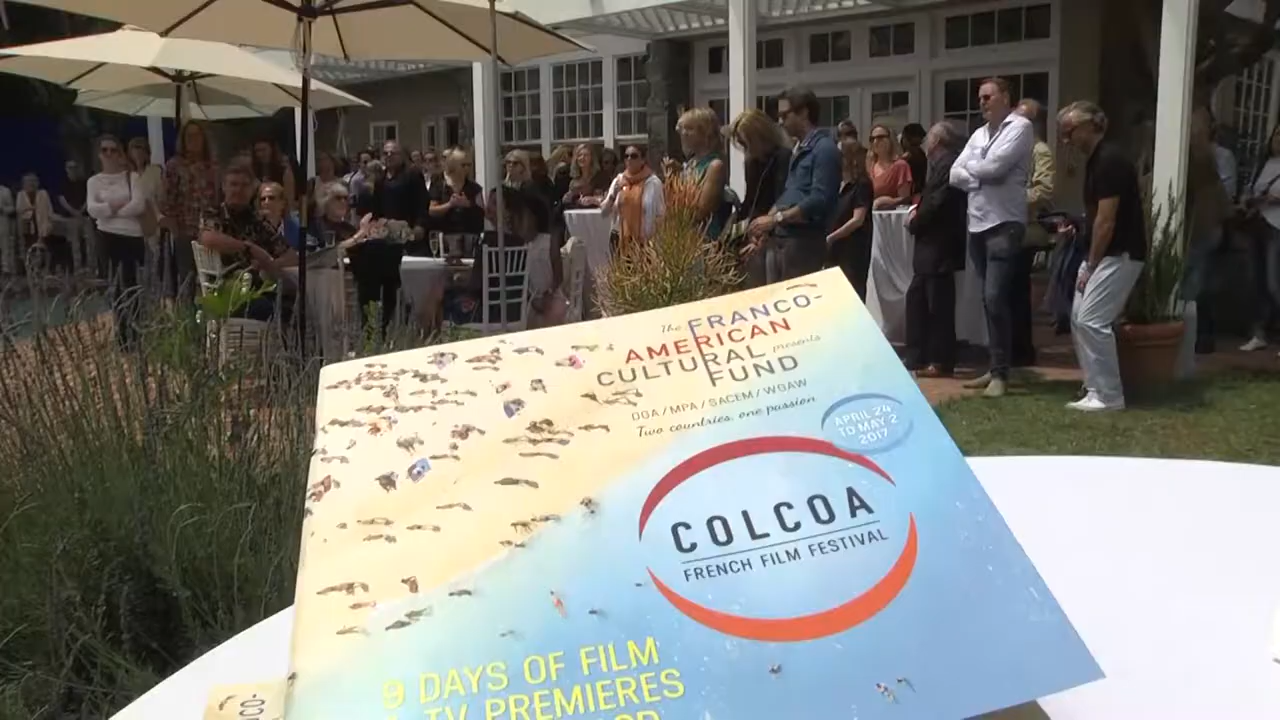 The FRANCO-
AMERICAN
CULTURAL presents
FUND
DGA / MPA / SACEM / WGAW
Two countries, one passion
APRIL 24
TO MAY 2
2017
COLCOA
FRENCH FILM FESTIVAL
9 DAYS OF FILM
TV PREMIERES